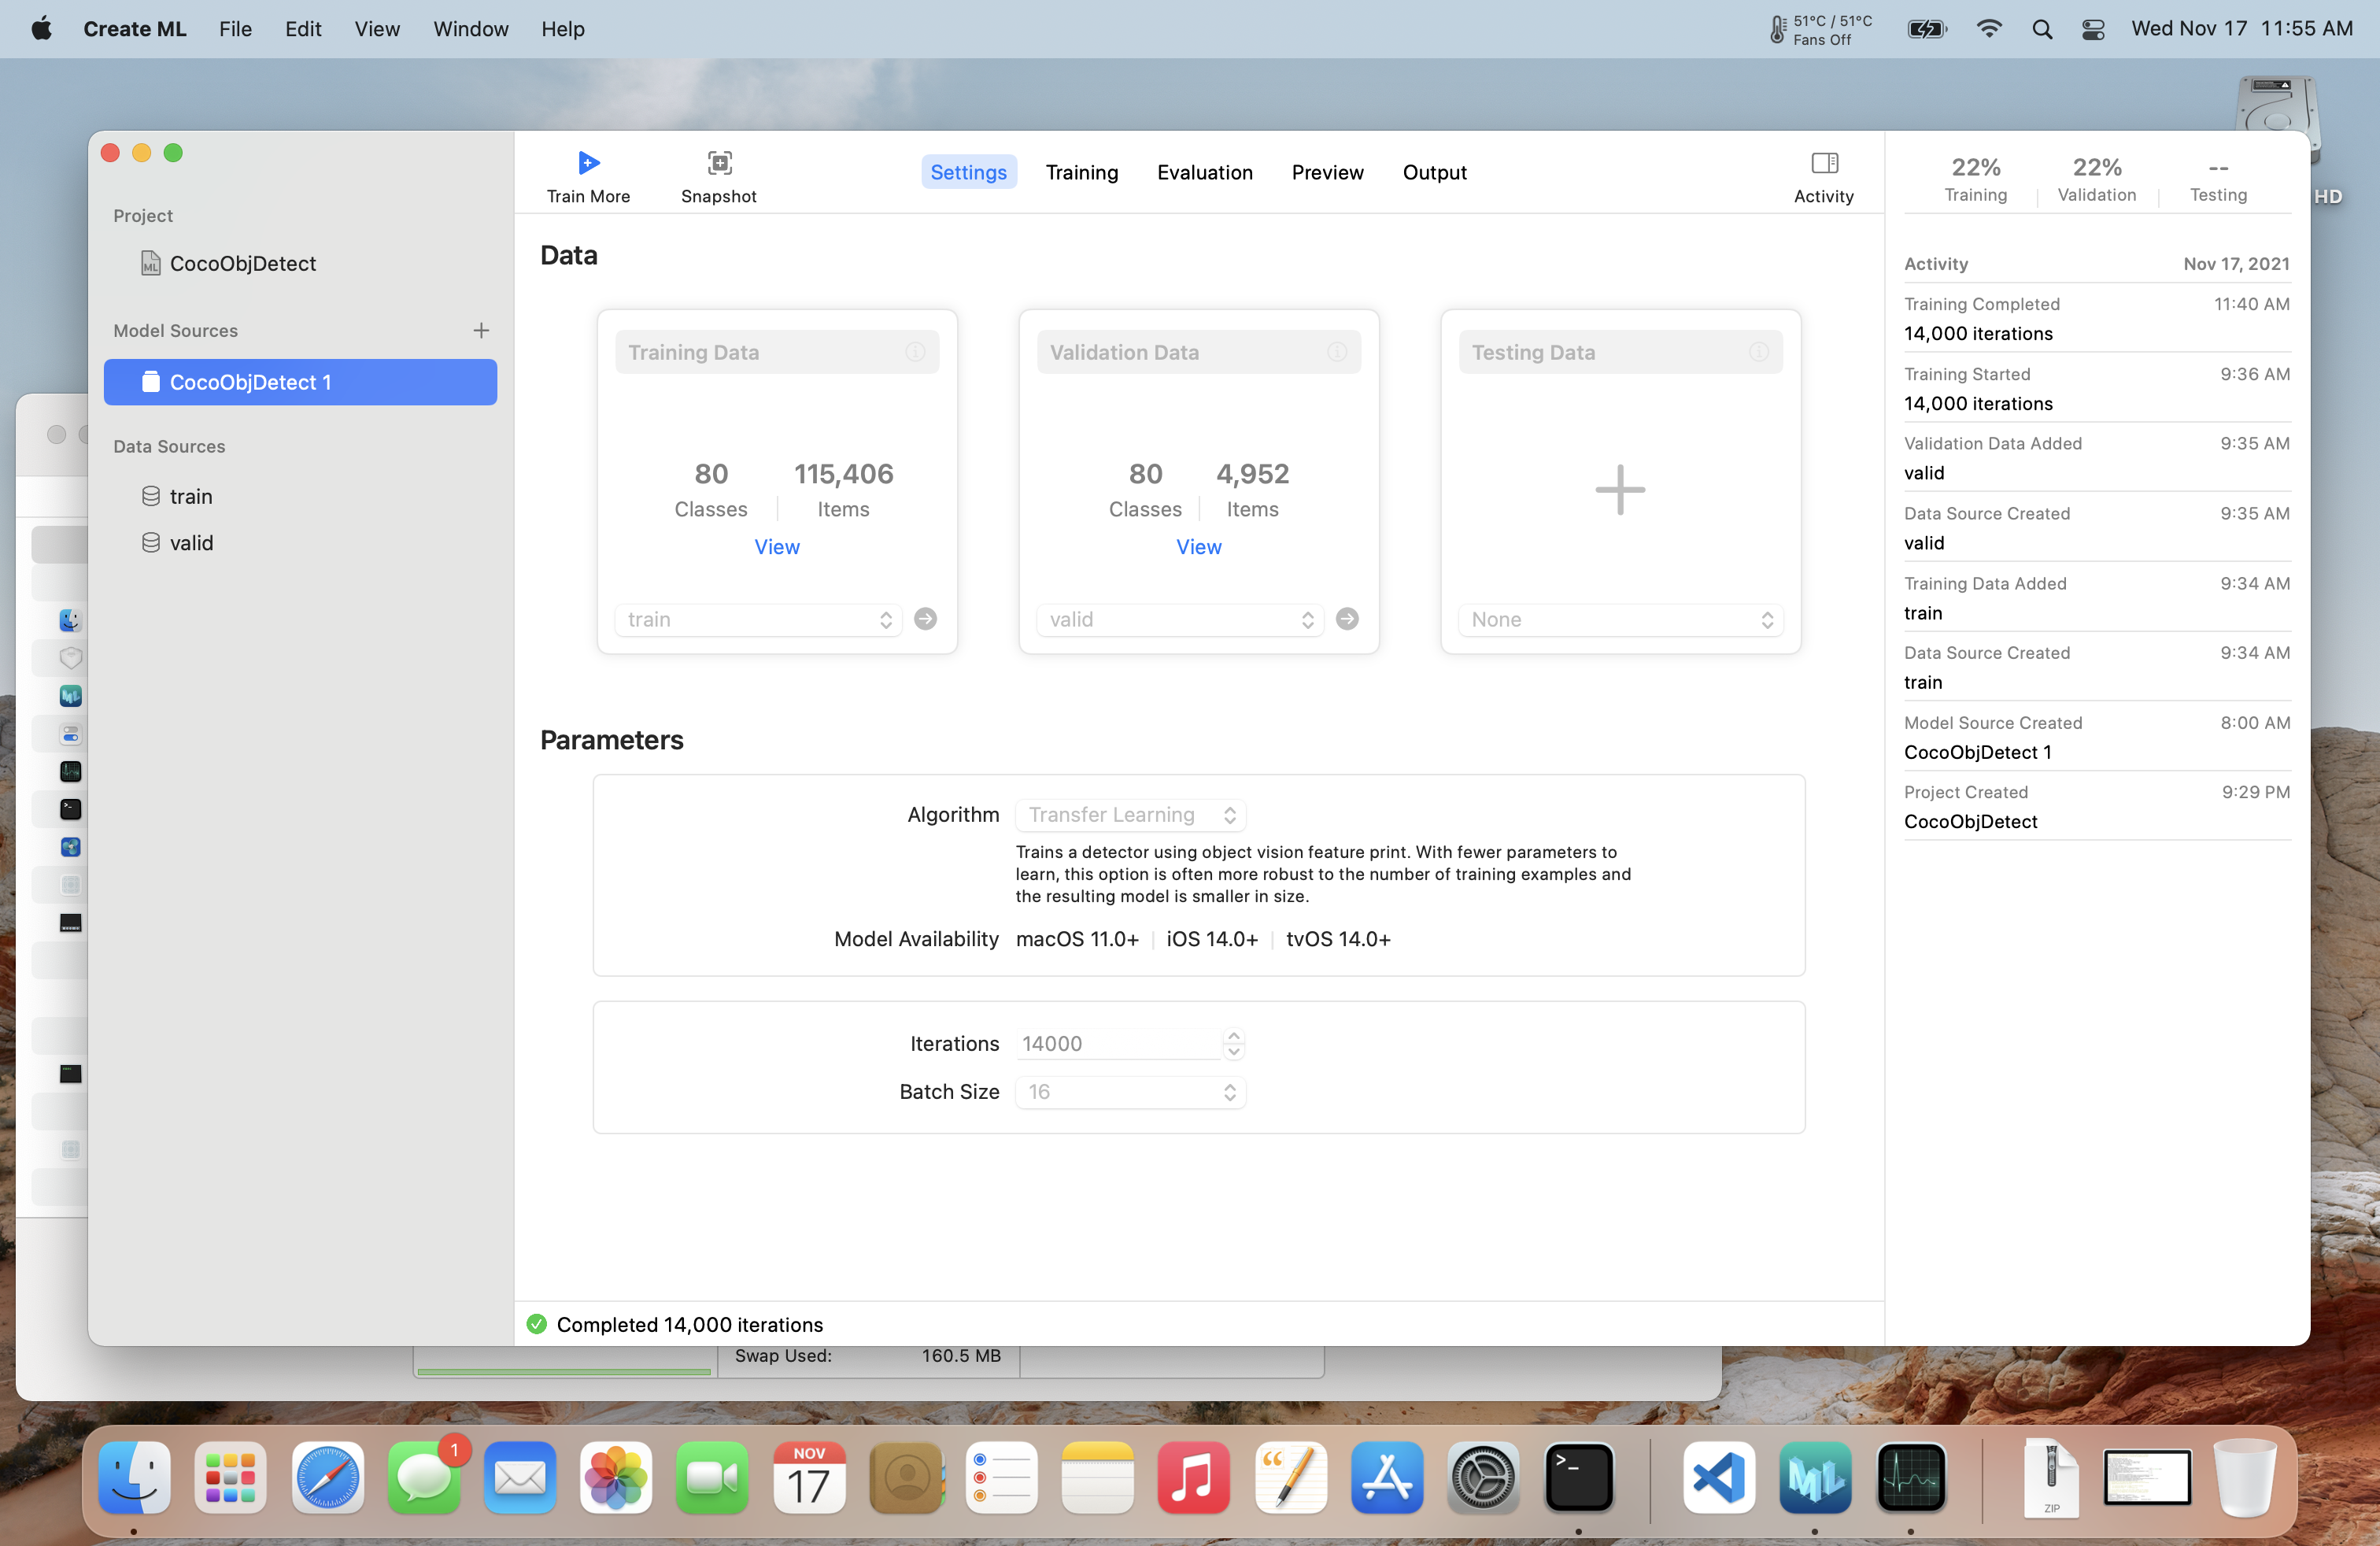 Create ML File Edit View Window Help
51°C / 51°C
Fans Off
Wed Nov 17 11:55 AM
HD
Project
CocoObjDetect
Model Sources
CocoObjDetect 1
Data Sources
train
valid
Train More
Snapshot
Settings Training Evaluation Preview Output
Activity
Data
Training Data
80 115,406
Classes Items
View
train
Validation Data
80 4,952
Classes Items
View
valid
Testing Data
None
Parameters
Algorithm Transfer Learning
Trains a detector using object vision feature print. With fewer parameters to
learn, this option is often more robust to the number of training examples and
the resulting model is smaller in size.
Model Availability macOS 11.0+ iOS 14.0+ tvOS 14.0+
Iterations 14000
Batch Size 16
Completed 14,000 iterations
22% 22% --
Training Validation Testing
Activity Nov 17, 2021
Training Completed 11:40 AM
14,000 iterations
Training Started 9:36 AM
14,000 iterations
Validation Data Added 9:35 AM
valid
Data Source Created 9:35 AM
valid
Training Data Added 9:34 AM
train
Data Source Created 9:34 AM
train
Model Source Created 8:00 AM
CocoObjDetect 1
Project Created 9:29 PM
CocoObjDetect
Swap Used: 160.5 MB
1
NOV
17
ML
ZIP